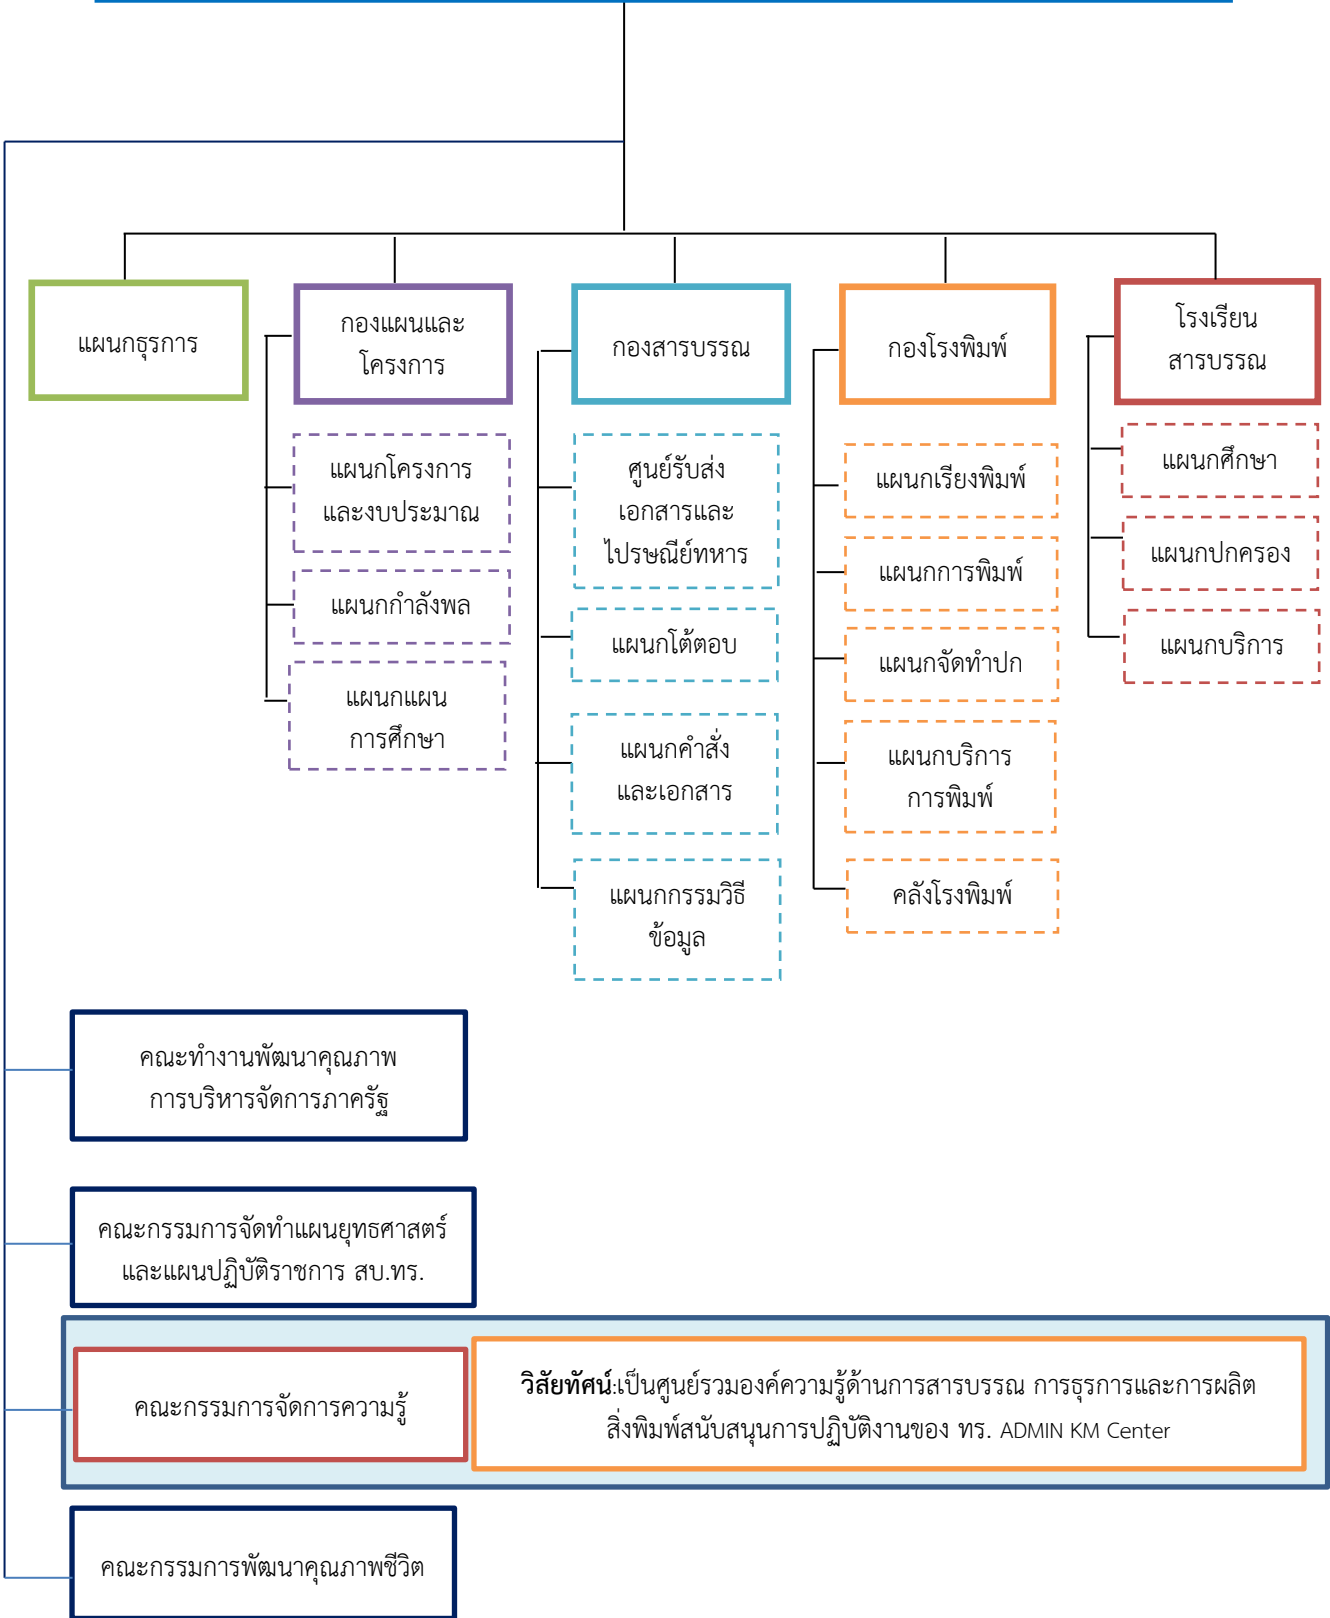 แผนกธุรการ
กองแผนและ
โครงการ
กองสารบรรณ
กองโรงพิมพ์
โรงเรียน
สารบรรณ
แผนกโครงการ
และงบประมาณ
แผนกกำลังพล
แผนกแผน
การศึกษา
ศูนย์รับส่ง
เอกสารและ
ไปรษณีย์ทหาร
แผนกโต้ตอบ
แผนกคำสั่ง
และเอกสาร
แผนกกรรมวิธี
ข้อมูล
แผนกเรียงพิมพ์
แผนกการพิมพ์
แผนกจัดทำปก
แผนกบริการ
การพิมพ์
คลังโรงพิมพ์
แผนกศึกษา
แผนกปกครอง
แผนกบริการ
คณะทำงานพัฒนาคุณภาพ
การบริหารจัดการภาครัฐ
คณะกรรมการจัดทำแผนยุทธศาสตร์
และแผนปฏิบัติราชการ สบ.ทร.
คณะกรรมการจัดการความรู้
วิสัยทัศน์:เป็นศูนย์รวมองค์ความรู้ด้านการสารบรรณ การธุรการและการผลิต
สิ่งพิมพ์สนับสนุนการปฏิบัติงานของ ทร. ADMIN KM Center
คณะกรรมการพัฒนาคุณภาพชีวิต